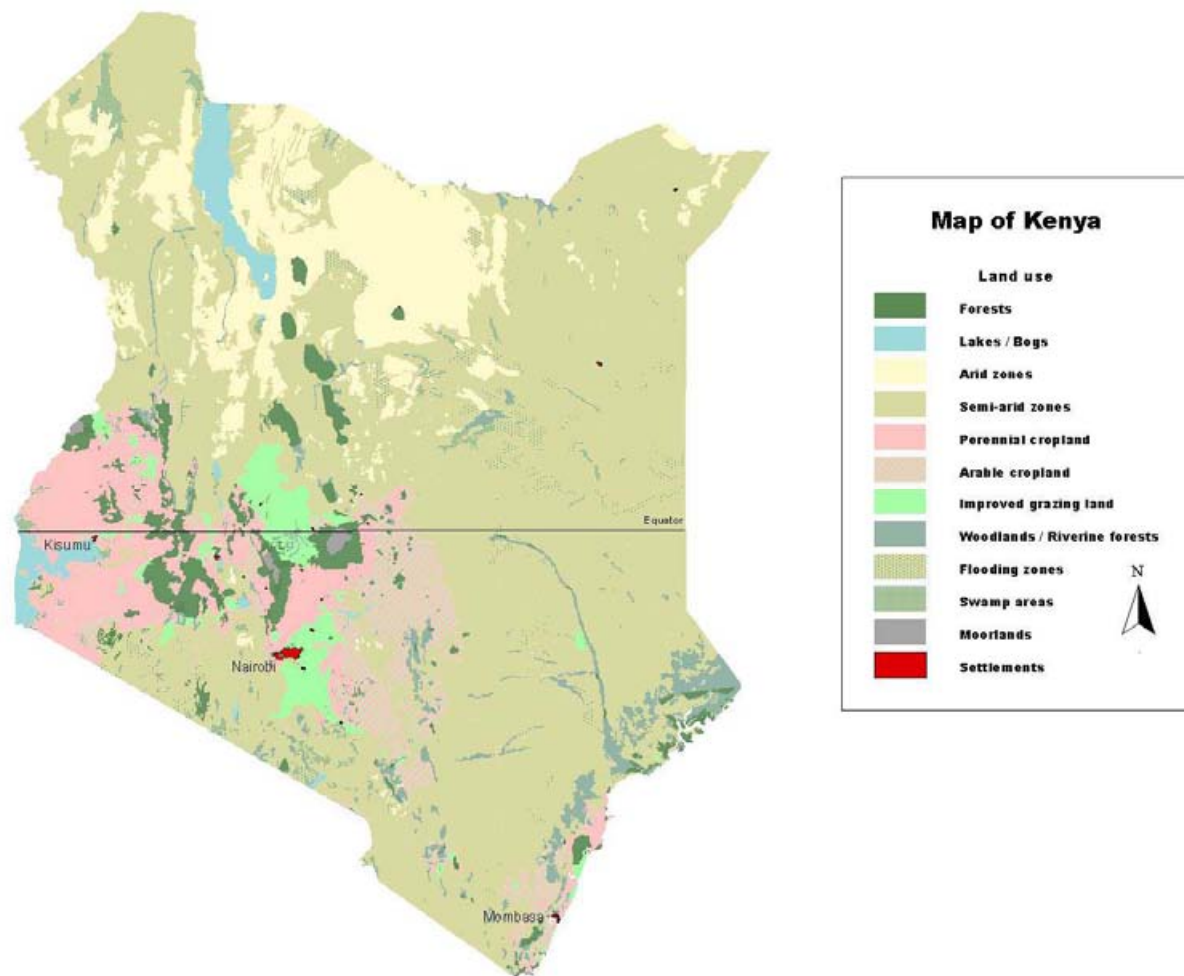 Map of Kenya
Land use
Forests
Lakes / Bogs
Arid zones
Semi-arid zones
Perennial cropland
Arable cropland
Improved grazing land
Woodlands / Riverine forests
Flooding zones
Swamp areas
Moorlands
Settlements
N
Equator
Kisumu
Nairobi
Mombasa